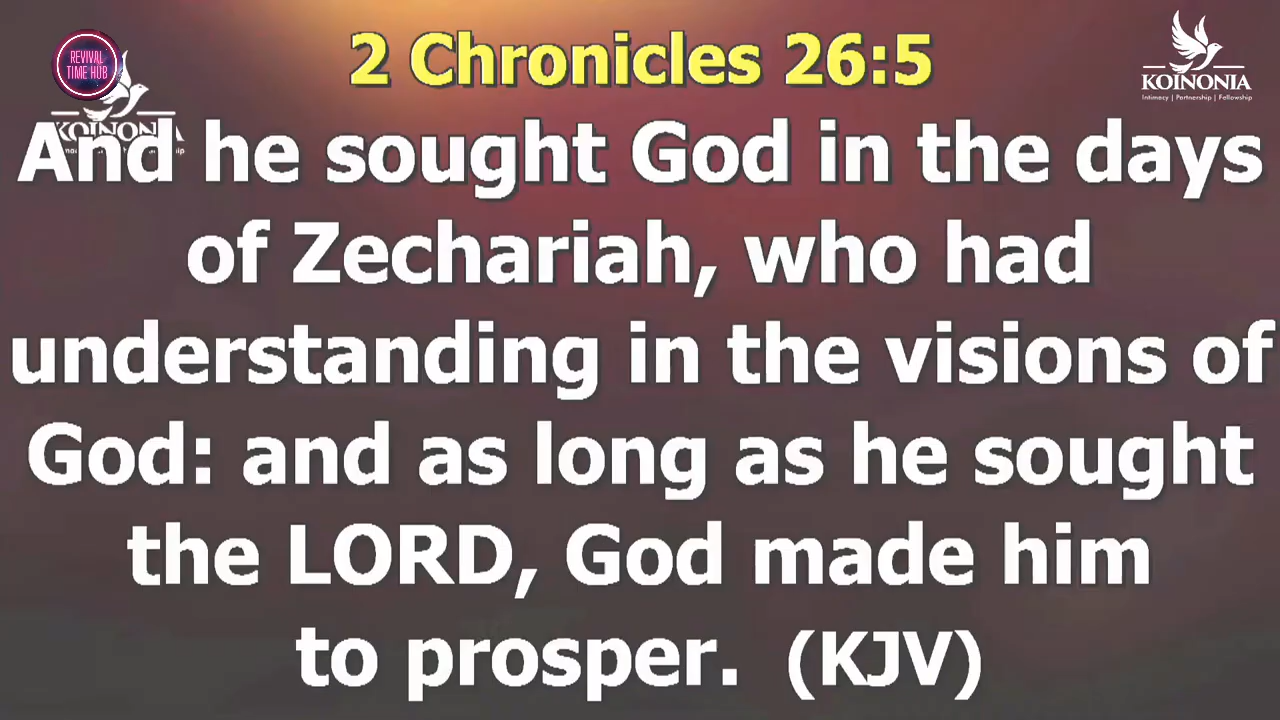 2 Chronicles 26:5
REVIVAL
TIME HUB
KOINONIA
Intimacy | Partnership | Fellowship
KOINONIA
And he sought God in the days
of Zechariah, who had
understanding in the visions of
God: and as long as he sought
the LORD, God made him
to prosper. (KJV)